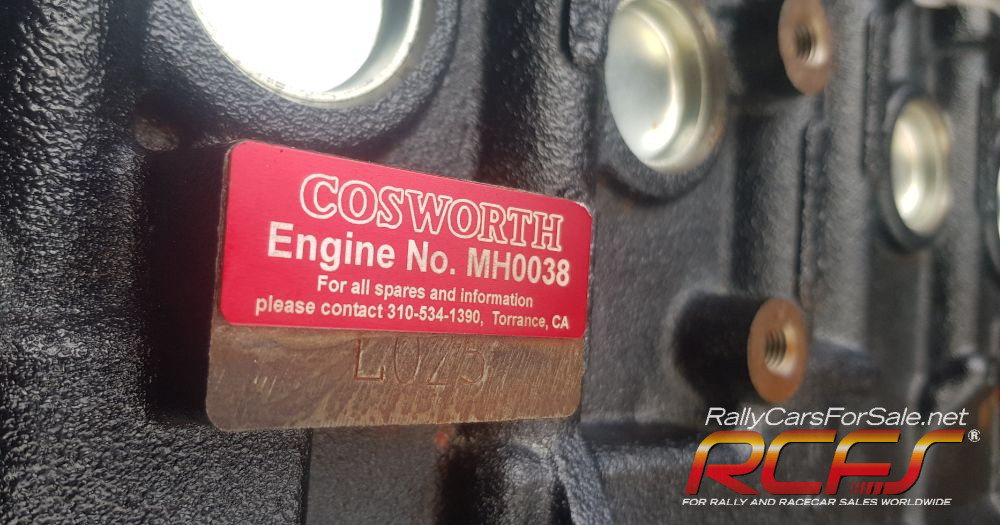 COSWORTH
Engine No. MH0038
For all spares and information
please contact 310-534-1390, Torrance, CA
L025
RallyCarsForSale.net
RCFS®
FOR RALLY AND RACECAR SALES WORLDWIDE